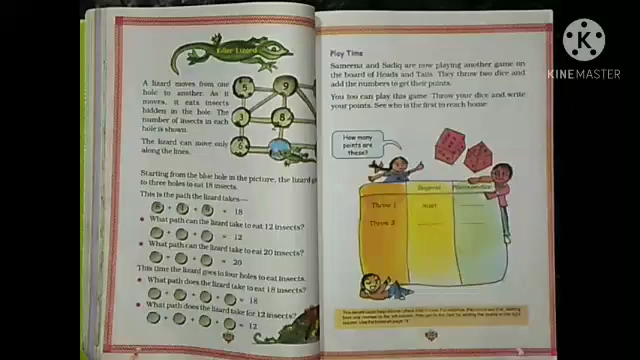 Killer Lizard
A lizard moves from one
hole to another. As it
moves, it eats insects
hidden in the hole. The
number of insects in each
hole is shown.
The lizard can move only
along the lines.
5
9
3
8
6
Starting from the blue hole in the picture, the lizard
to three holes to eat 18 insects.
This is the path the lizard takes—
+ + = 18
What path can the lizard take to eat 12 insects?
+ + = 12
What path can the lizard take to eat 20 insects?
+ + = 20
This time the lizard goes to four holes to eat insects.
What path does the lizard take to eat 18 insects?
+ + + = 18
What path does the lizard take for 12 insects?
+ + + = 12
Play Time
Sameena and Sadiq are now playing another game on
the board of Heads and Tails. They throw two dice and
add the numbers to get their points.
You too can play this game. Throw your dice and write
your points. See who is the first to reach home.
How many
points are
these?
Throw 1
Throw 2
KINEMASTER